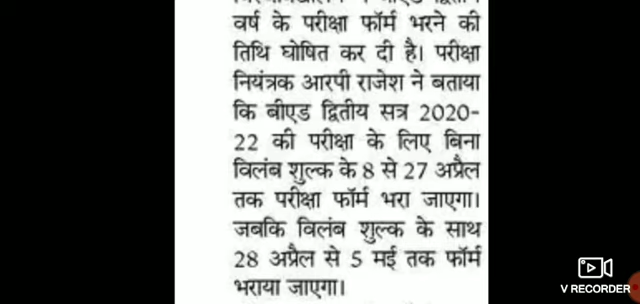 वर्ष के परीक्षा फॉर्म भरने की
तिथि घोषित कर दी है। परीक्षा
नियंत्रक आरपी राजेश ने बताया
कि बीएड द्वितीय सत्र 2020-
22 की परीक्षा के लिए बिना
विलंब शुल्क के 8 से 27 अप्रैल
तक परीक्षा फॉर्म भरा जाएगा।
जबकि विलंब शुल्क के साथ
28 अप्रैल से 5 मई तक फॉर्म
भराया जाएगा।
V RECORDER